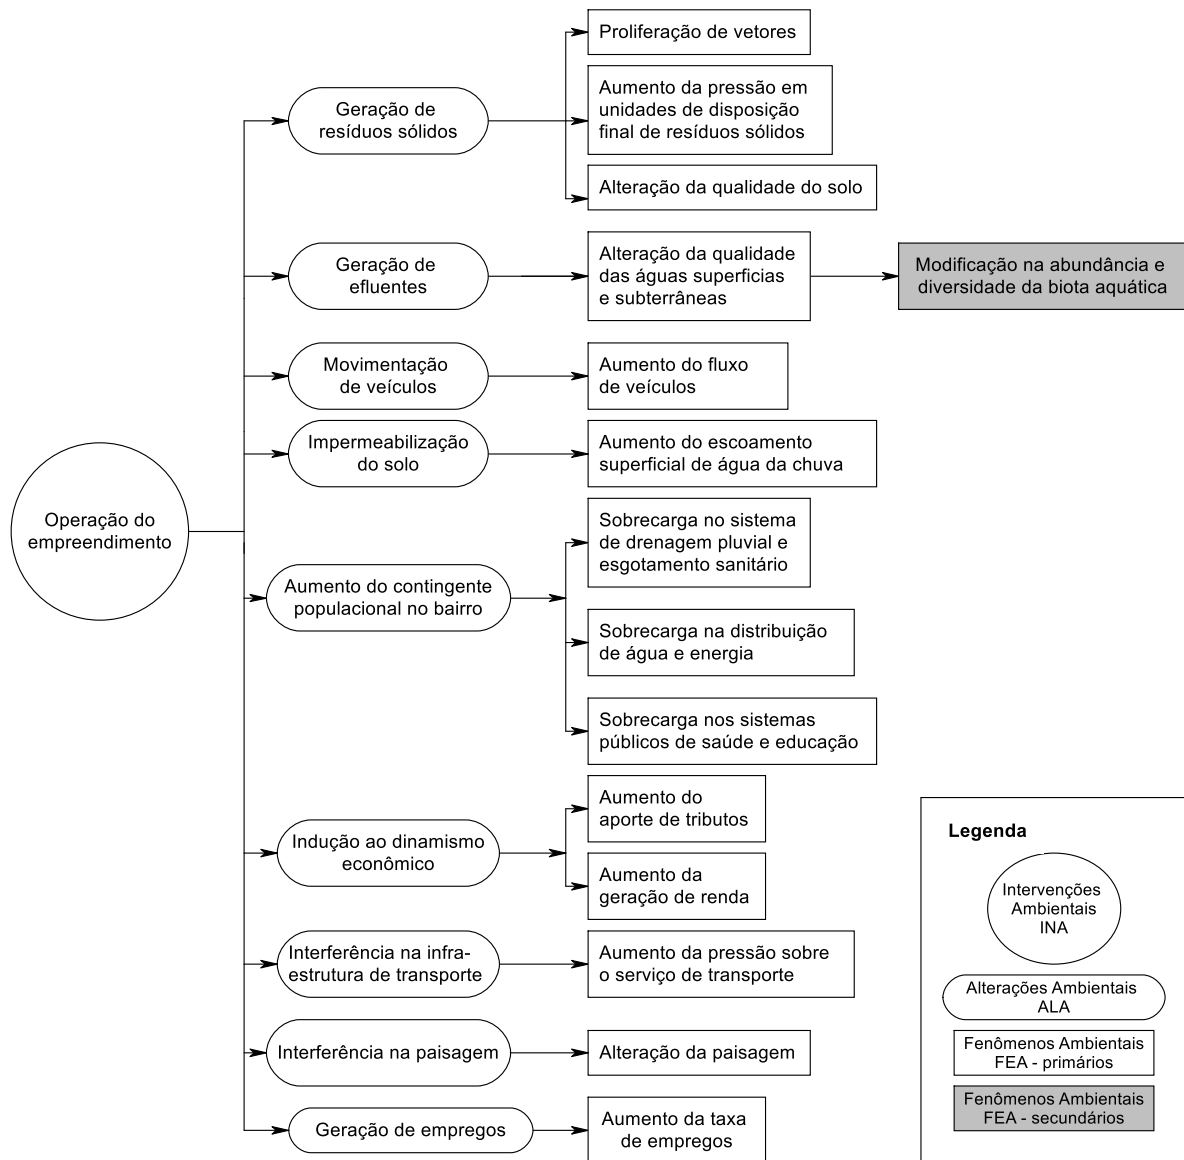 Proliferação de vetores
Geração de
resíduos sólidos
Aumento da pressão em
unidades de disposição
final de resíduos sólidos
Alteração da qualidade do solo
Geração de
efluentes
Alteração da qualidade
das águas superficias
e subterrâneas
Modificação na abundância e
diversidade da biota aquática
Movimentação
de veículos
Aumento do fluxo
de veículos
Impermeabilização
do solo
Aumento do escoamento
superficial de água da chuva
Operação do
empreendimento
Aumento do contingente
populacional no bairro
Sobrecarga no sistema
de drenagem pluvial e
esgotamento sanitário
Sobrecarga na distribuição
de água e energia
Sobrecarga nos sistemas
públicos de saúde e educação
Indução ao dinamismo
econômico
Aumento do
aporte de tributos
Aumento da
geração de renda
Interferência na infra-
estrutura de transporte
Aumento da pressão sobre
o serviço de transporte
Interferência na paisagem
Alteração da paisagem
Geração de empregos
Aumento da taxa
de empregos
Legenda
Intervenções
Ambientais
INA
Alterações Ambientais
ALA
Fenômenos Ambientais
FEA - primários
Fenômenos Ambientais
FEA - secundários